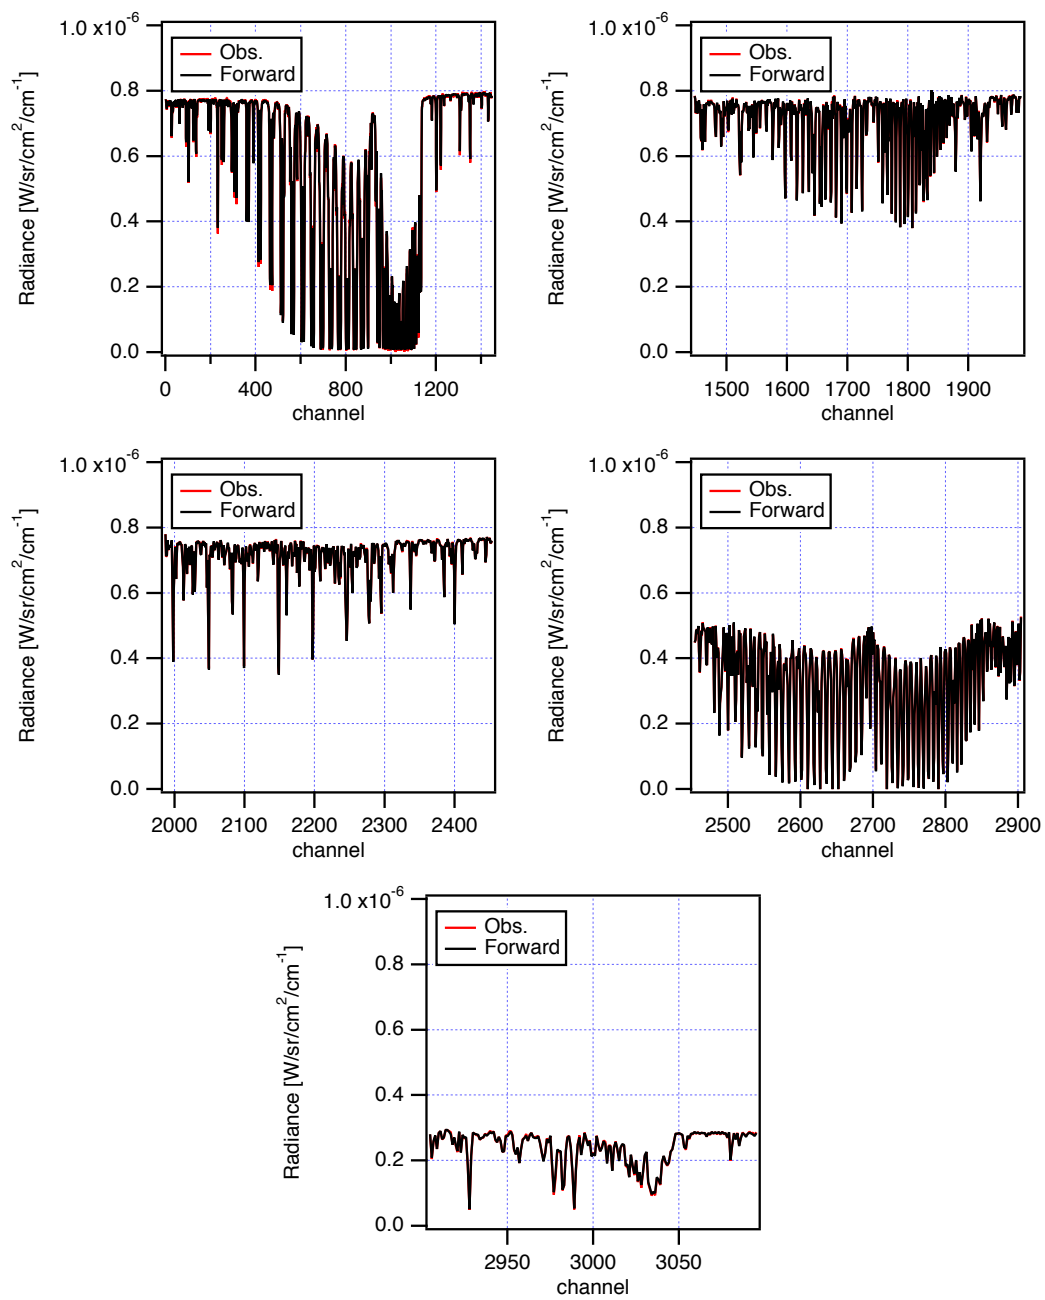 1.0 x10-6
0.8
0.6
0.4
0.2
0.0
Radiance [W/sr/cm2/cm-1]
Obs.
Forward
0 400 800 1200
channel
1.0 x10-6
0.8
0.6
0.4
0.2
0.0
Radiance [W/sr/cm2/cm-1]
Obs.
Forward
1500 1600 1700 1800 1900
channel
1.0 x10-6
0.8
0.6
0.4
0.2
0.0
Radiance [W/sr/cm2/cm-1]
Obs.
Forward
2000 2100 2200 2300 2400
channel
1.0 x10-6
0.8
0.6
0.4
0.2
0.0
Radiance [W/sr/cm2/cm-1]
Obs.
Forward
2500 2600 2700 2800 2900
channel
1.0 x10-6
0.8
0.6
0.4
0.2
0.0
Radiance [W/sr/cm2/cm-1]
Obs.
Forward
2950 3000 3050
channel